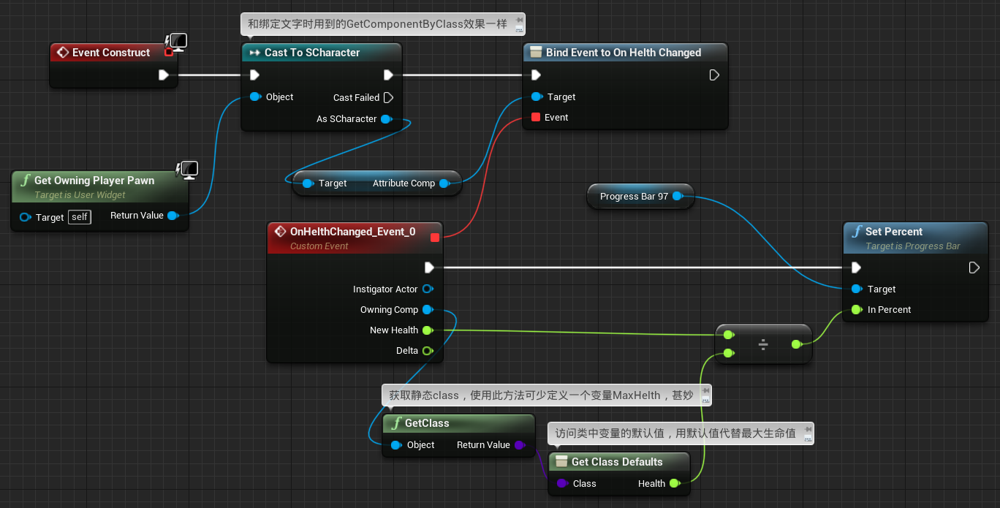 和绑定文字时用到的GetComponentByClass效果一样
Event Construct
Cast To SCharacter
Object
Cast Failed
As SCharacter
Bind Event to On Helth Changed
Target
Event
Get Owning Player Pawn
Target is User Widget
Target self
Return Value
Target
Attribute Comp
Progress Bar 97
OnHelthChanged_Event_0
Custom Event
Instigator Actor
Owning Comp
New Health
Delta
Set Percent
Target is Progress Bar
Target
In Percent
÷
获取静态class，使用此方法可少定义一个变量MaxHelth，甚妙
GetClass
Object
Return Value
访问类中变量的默认值，用默认值代替最大生命值
Get Class Defaults
Class
Health